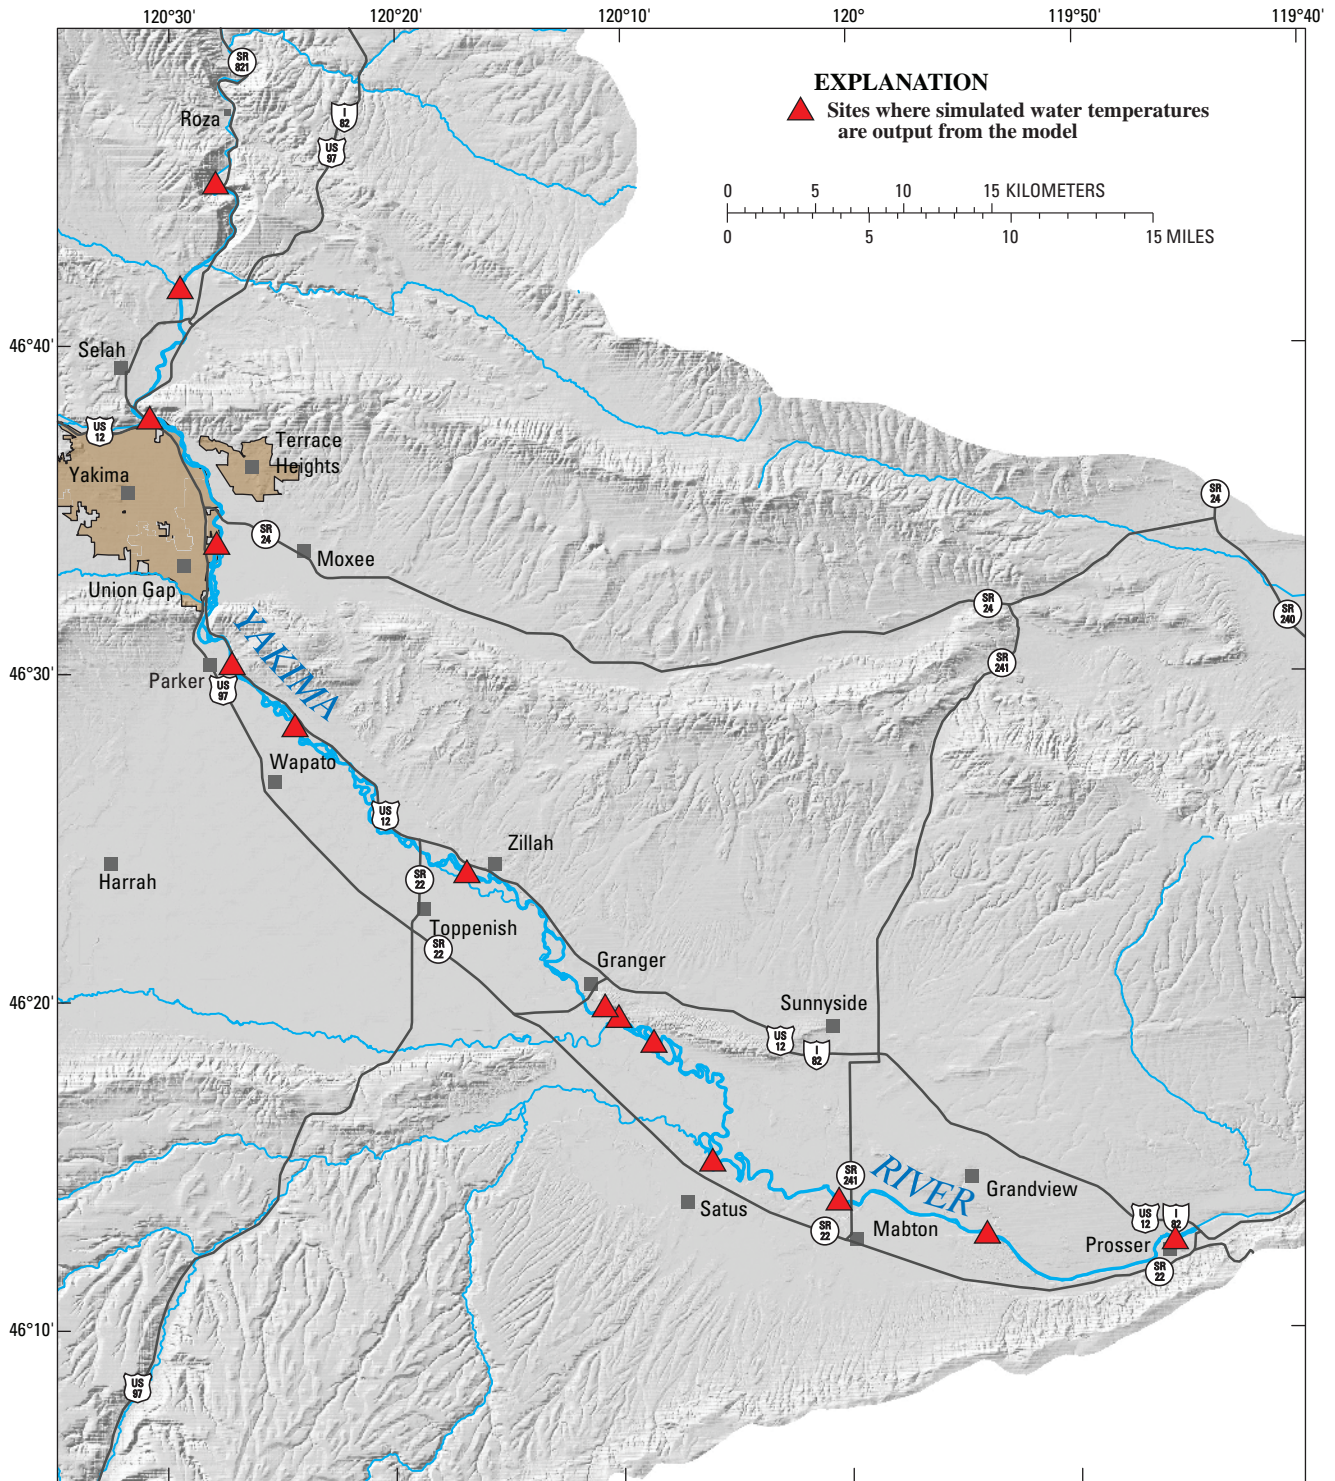 120°30' 120°20' 120°10' 120° 119°50' 119°40'
SR
821
EXPLANATION
Sites where simulated water temperatures
are output from the model
Roza
I
82
US
97
0 5 10 15 KILOMETERS
0 5 10 15 MILES
46°40'
Selah
US
12
Terrace
Heights
Yakima
SR
24
SR
24
Moxee
Union Gap
SR
24
SR
240
YAKIMA
46°30'
Parker
US
97
SR
241
Wapato
US
12
Zillah
Harrah
SR
22
Toppenish
SR
22
Granger
46°20'
Sunnyside
US
12
I
82
SR
241
RIVER
Grandview
Satus
SR
22
Mabton
US
12
I
82
Prosser
SR
22
46°10'
US
97